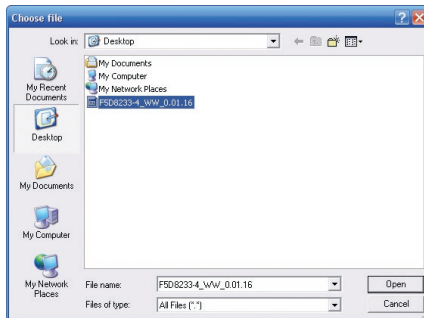 Choose file
Look in:
Desktop
My Recent
Documents
Desktop
My Documents
My Computer
My Network
Places
My Documents
My Computer
My Network Places
F5D8233-4_WW_0.01.16
File name:
F5D8233-4_WW_0.01.16
Open
Files of type:
All Files (*.*)
Cancel